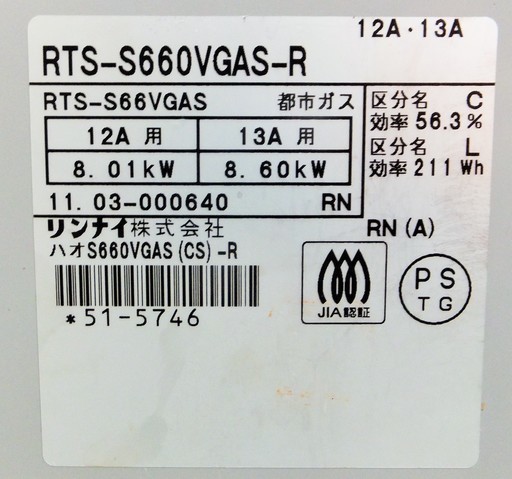 12A・13A
RTS-S660VGAS-R
RTS-S66VGAS 都市ガス
12A 用 13A 用
8.01kW 8.60kW
区分名 C
効率 56.3%
区分名 L
効率 211Wh
11.03-000640 RN
リンナイ株式会社 RN(A)
ハオS660VGAS(CS)-R
*51-5746
JIA認証
PS
TG